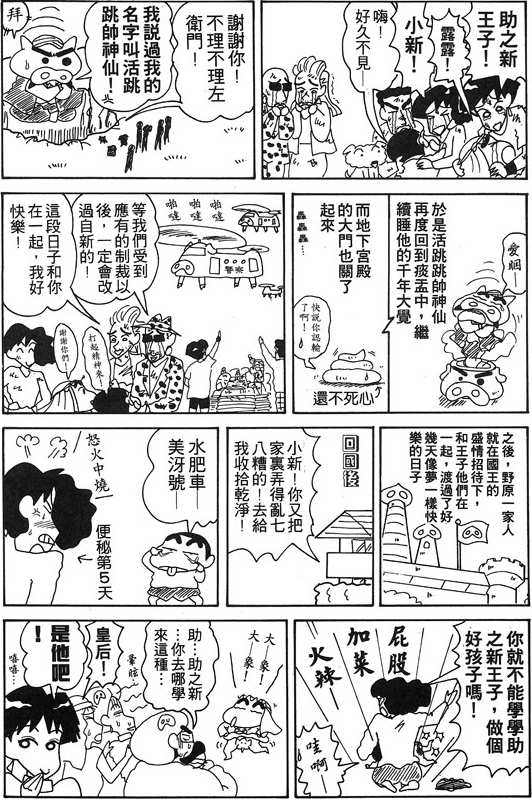 助之新
王子！
露露！
小新！
嗨！
好久不見—
謝謝你！
不理不理左
衛門！
我説過我的
名字叫活跳
跳帥神仙！
拜
愛睏—
於是活跳跳帥神仙
再度回到痰盂中，繼
續睡他的千年大覺
而地下宮殿
的大門也關了
起來
快説你認輸
了啊！
還不死心
啪噠
啪噠
啪噠
警察
等我們受到
應有的制裁以
後，一定會改
過自新的！
打起精神來！
這段日子和你
在一起，我好
快樂！
謝謝你們！
之後，野原一家人
就在國王的
盛情招待下，
和王子他們在
一起，渡過了好
幾天像夢一樣快
樂的日子
回國後
小新！你又把
家裏弄得亂七
八糟的！去給
我收拾乾淨！
水肥車
美冴號—
怒火中燒
便秘第5天
你就不能學學助
之新王子，做個
好孩子嗎！
屁股
加菜
火辣—
哇啊—
大—象！
大—象！
助…助之新
…你去哪學
來這種…
暈眩…
皇后！
是他吧
！
嘻嘻…